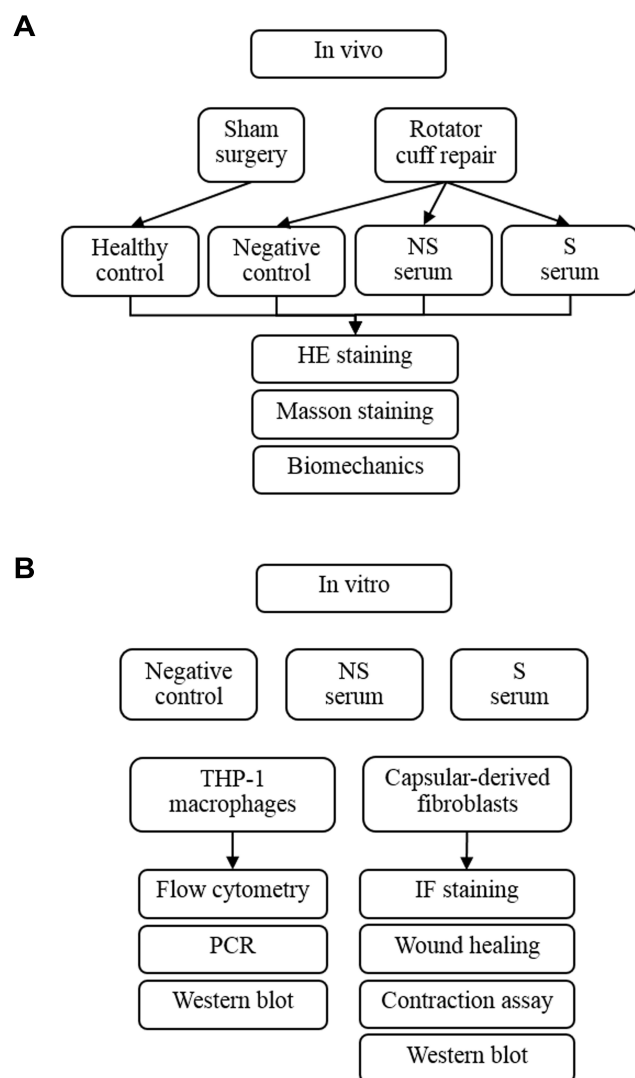 A
In vivo
Sham
surgery
Rotator
cuff repair
Healthy
control
Negative
control
NS
serum
S
serum
HE staining
Masson staining
Biomechanics
B
In vitro
Negative
control
NS
serum
S
serum
THP-1
macrophages
Capsular-derived
fibroblasts
Flow cytometry
PCR
Western blot
IF staining
Wound healing
Contraction assay
Western blot